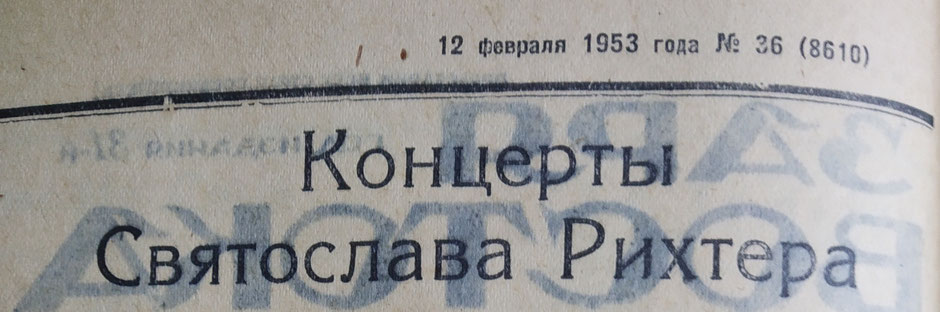 12 февраля 1953 года № 36 (8610)
Концерты
Святослава Рихтера